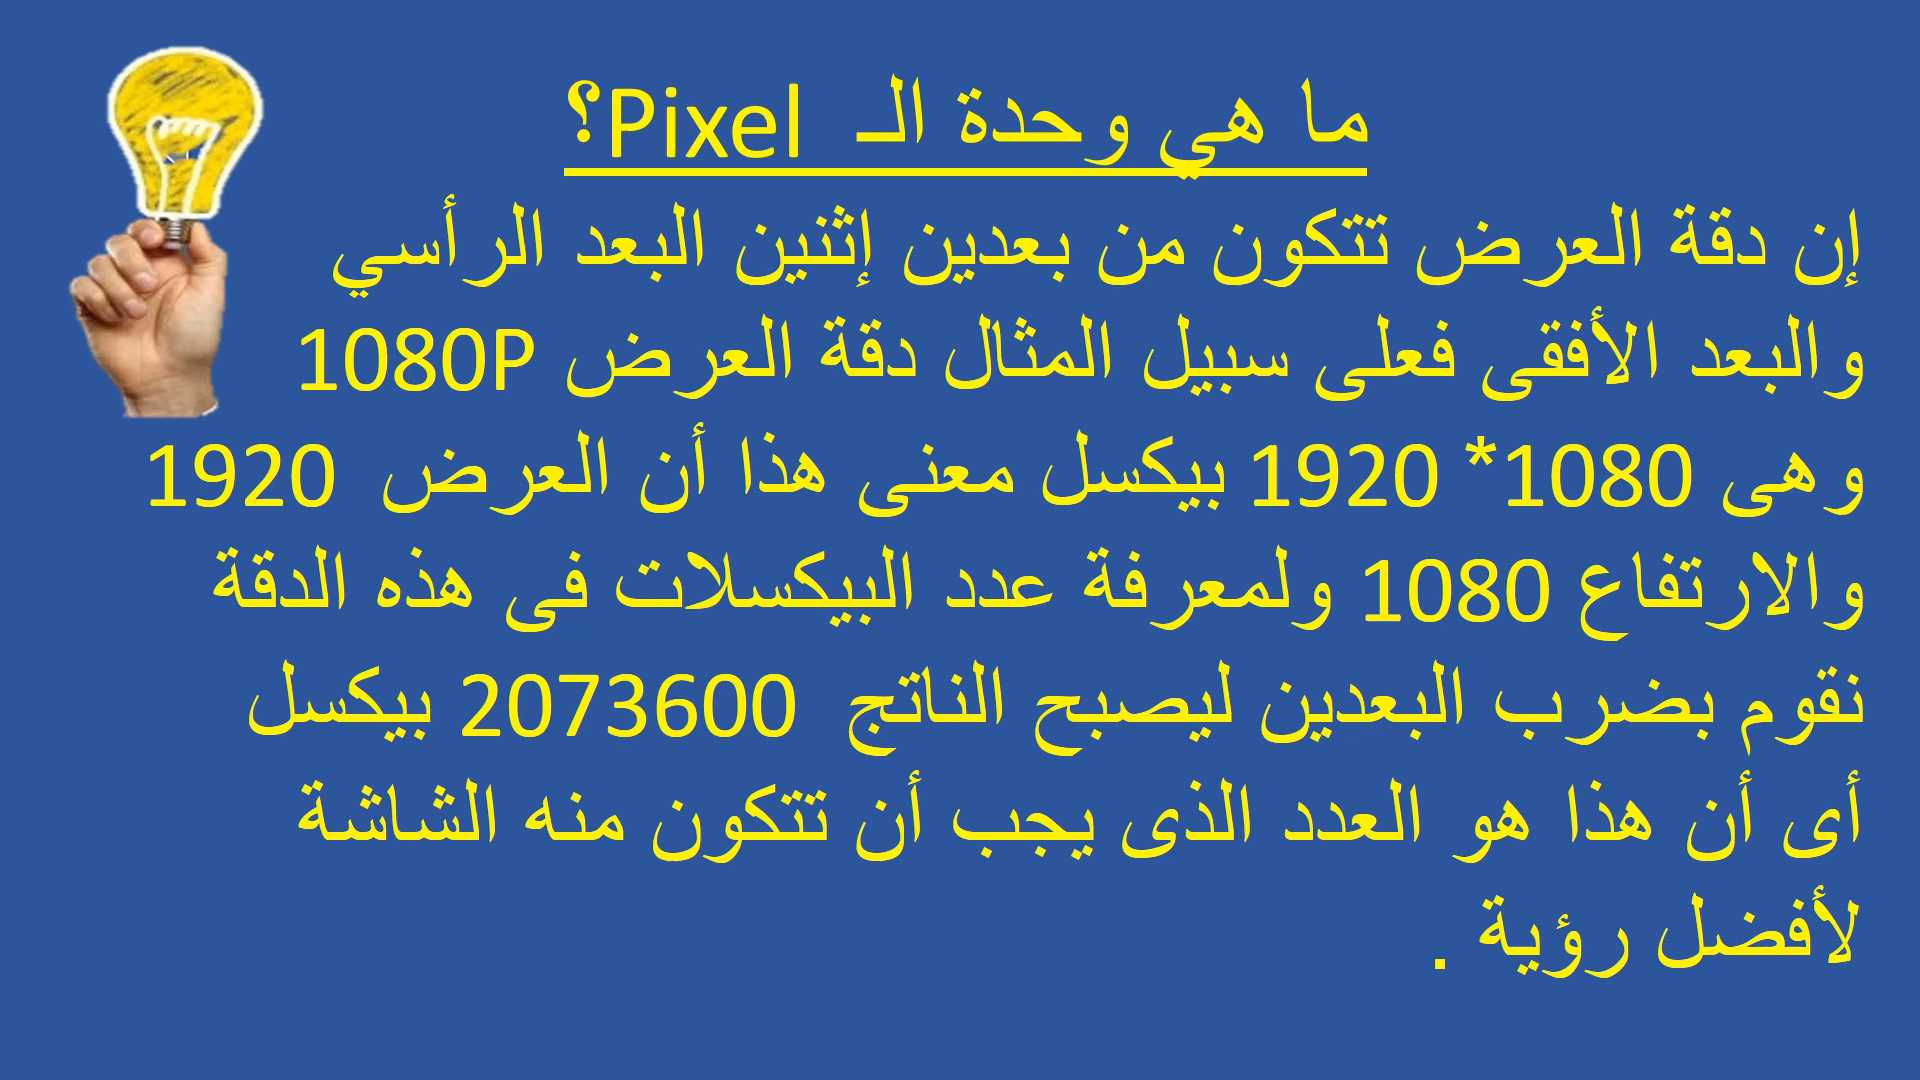 ما هي وحدة الـ Pixel؟
إن دقة العرض تتكون من بعدين إثنين البعد الرأسي
والبعد الأفقى فعلى سبيل المثال دقة العرض 1080P
وهى 1080* 1920 بيكسل معنى هذا أن العرض 1920
والارتفاع 1080 ولمعرفة عدد البيكسلات فى هذه الدقة
نقوم بضرب البعدين ليصبح الناتج 2073600 بيكسل
أى أن هذا هو العدد الذى يجب أن تتكون منه الشاشة
لأفضل رؤية .